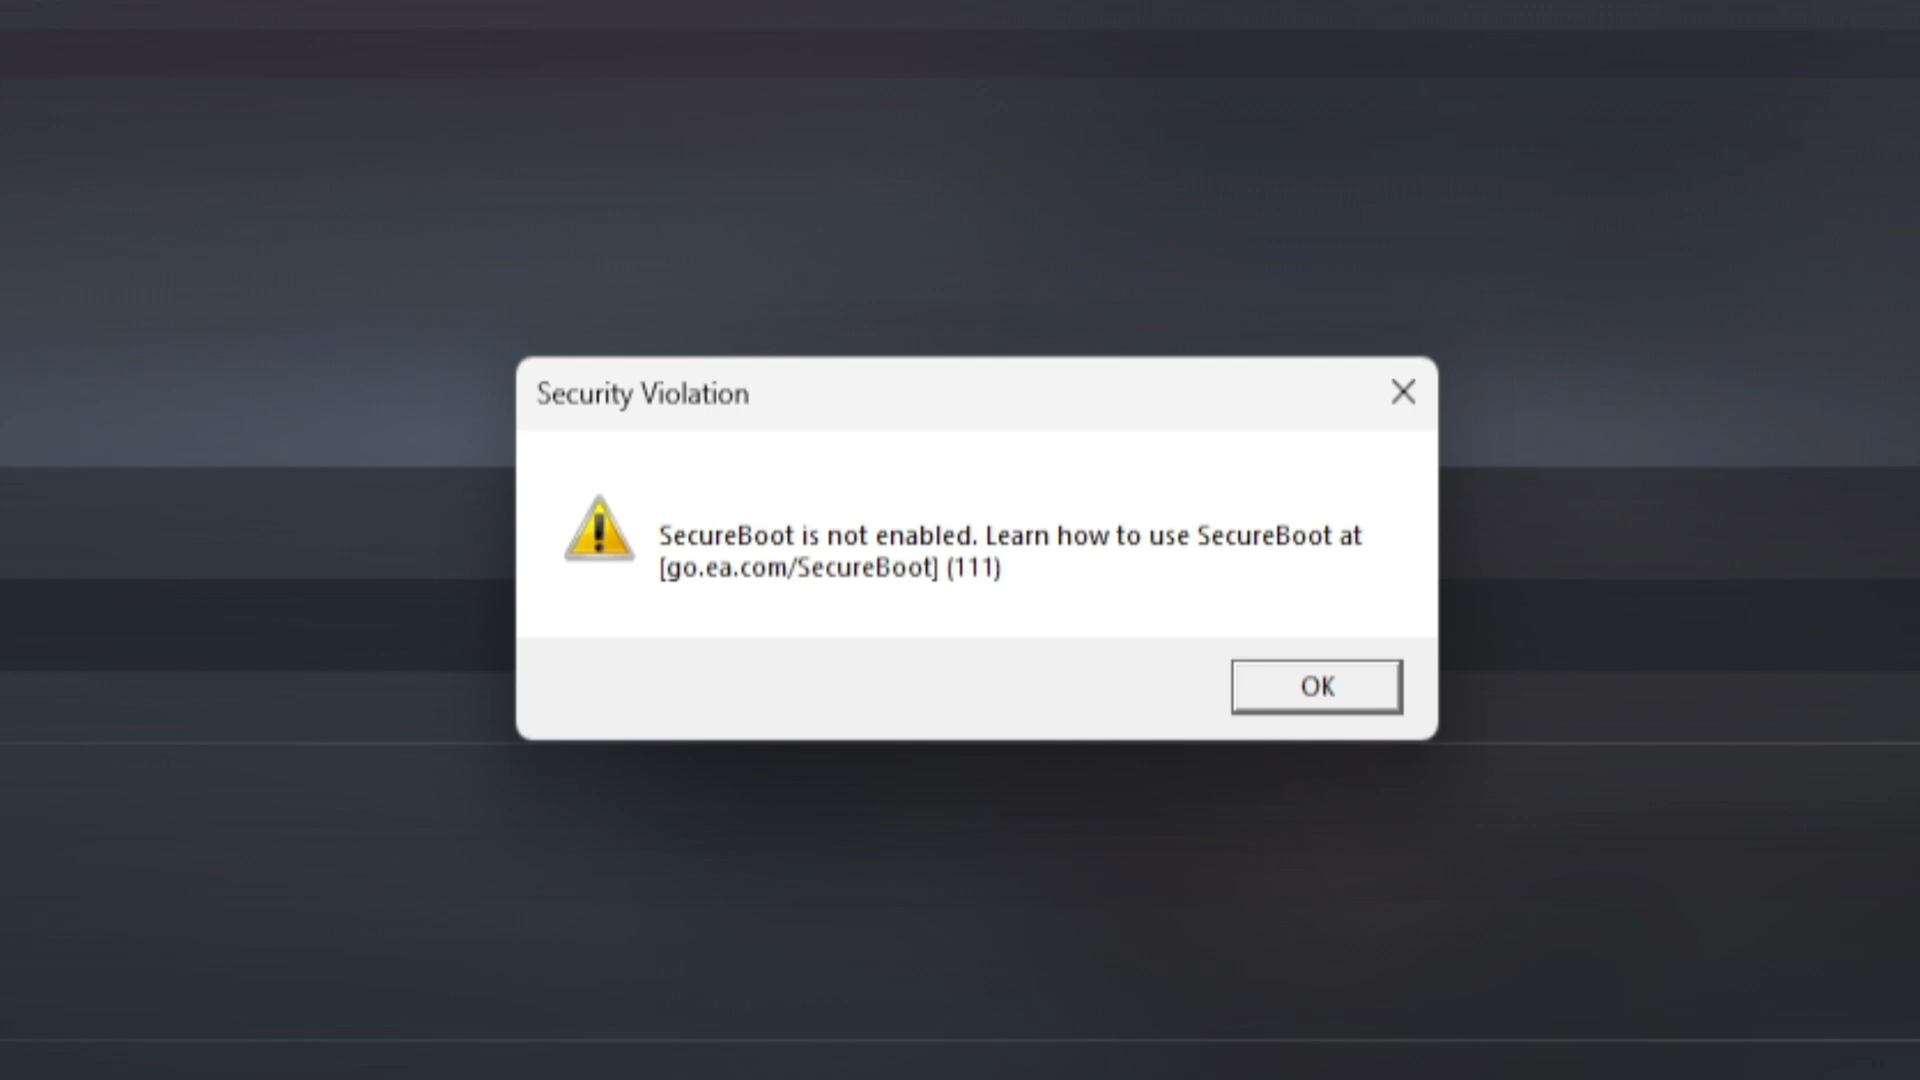 Security Violation
SecureBoot is not enabled. Learn how to use SecureBoot at
[go.ea.com/SecureBoot] (111)
OK